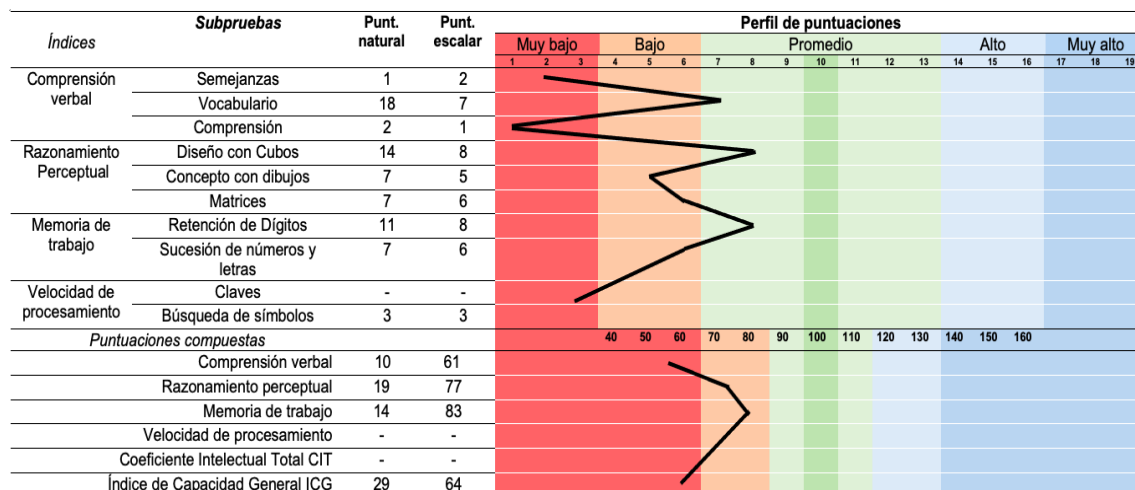 Índices Subpruebas Punt. natural Punt. escalar Perfil de puntuaciones
Muy bajo Bajo Promedio Alto Muy alto
1 2 3 4 5 6 7 8 9 10 11 12 13 14 15 16 17 18 19
Comprensión verbal Semejanzas 1 2
Vocabulario 18 7
Comprensión 2 1
Razonamiento Perceptual Diseño con Cubos 14 8
Concepto con dibujos 7 5
Matrices 7 6
Memoria de trabajo Retención de Dígitos 11 8
Sucesión de números y letras 7 6
Velocidad de procesamiento Claves - -
Búsqueda de símbolos 3 3
Puntuaciones compuestas 40 50 60 70 80 90 100 110 120 130 140 150 160
Comprensión verbal 10 61
Razonamiento perceptual 19 77
Memoria de trabajo 14 83
Velocidad de procesamiento - -
Coeficiente Intelectual Total CIT - -
Índice de Capacidad General ICG 29 64